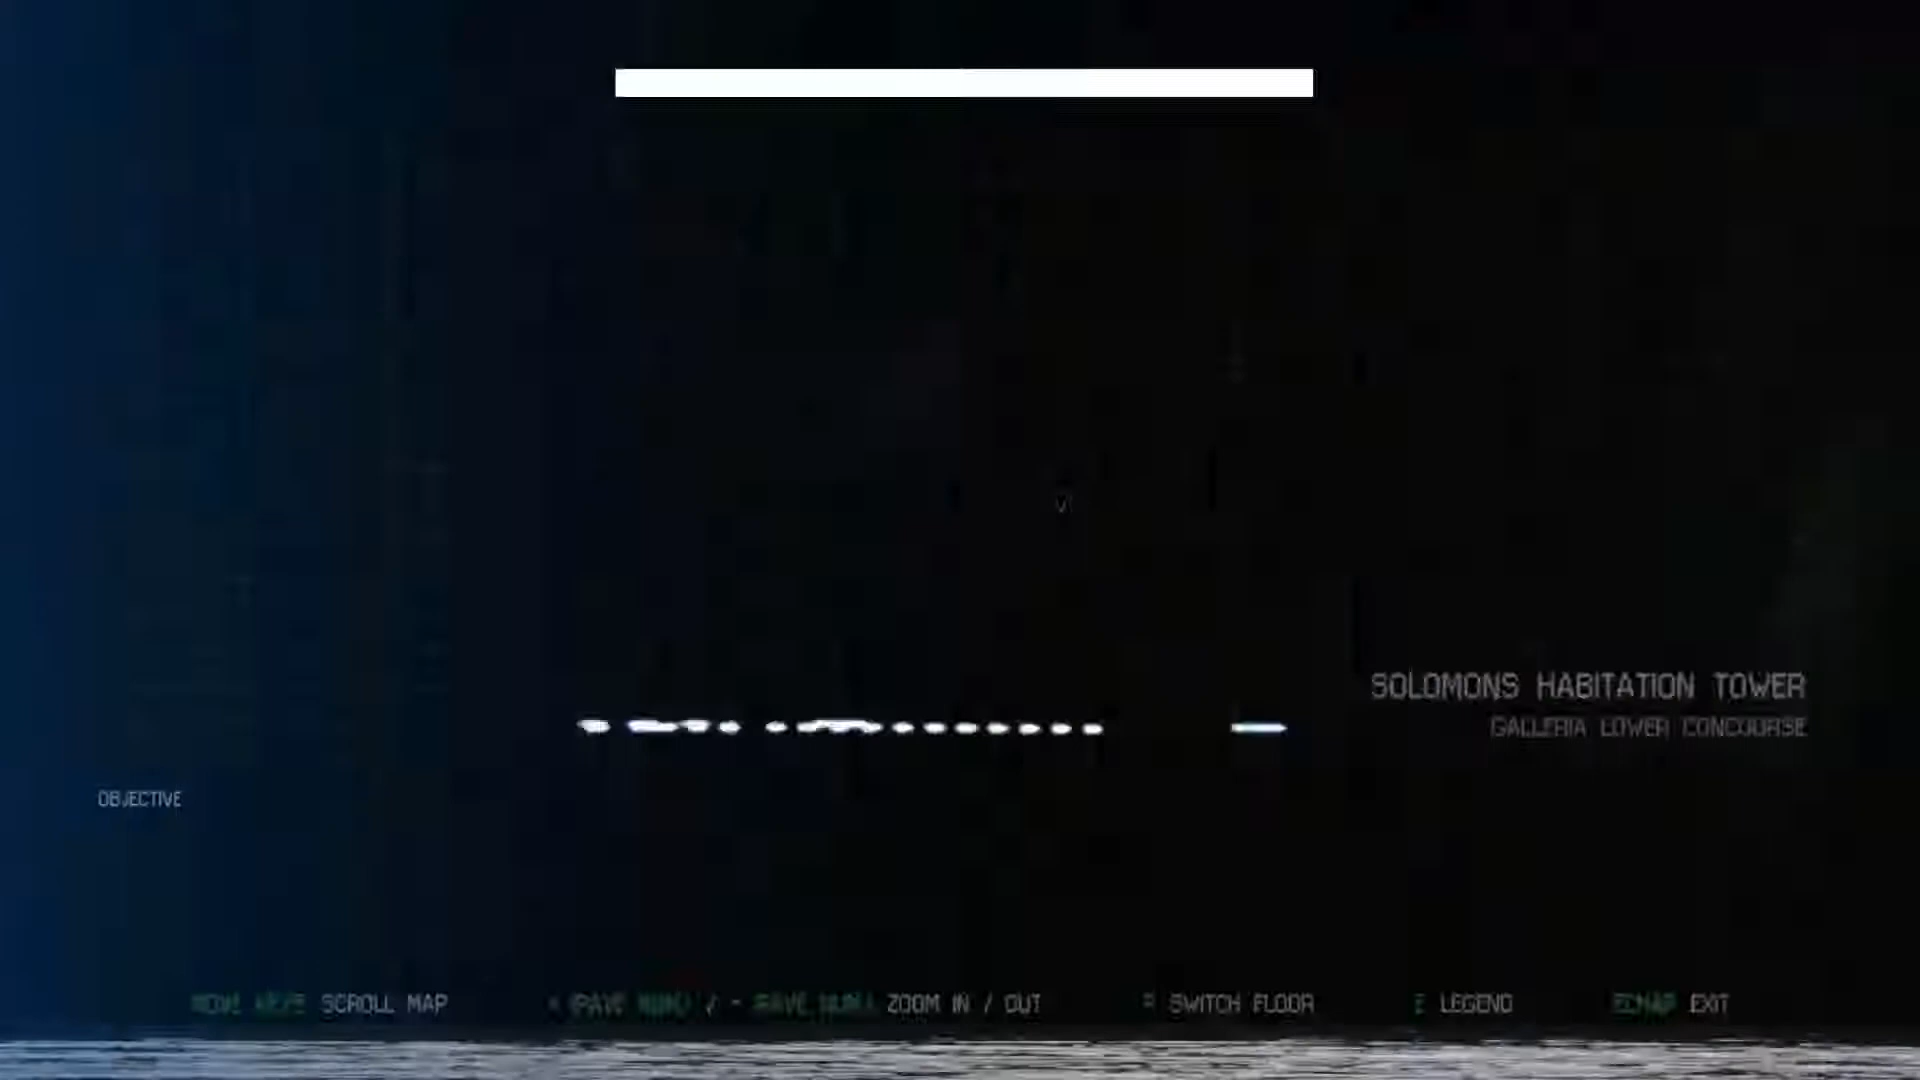 SOLOMONS HABITATION TOWER
GALLERIA LOWER CONCOURSE
OBJECTIVE
SCROLL MAP
ZOOM IN / OUT
SWITCH FLOOR
LEGEND
EXIT